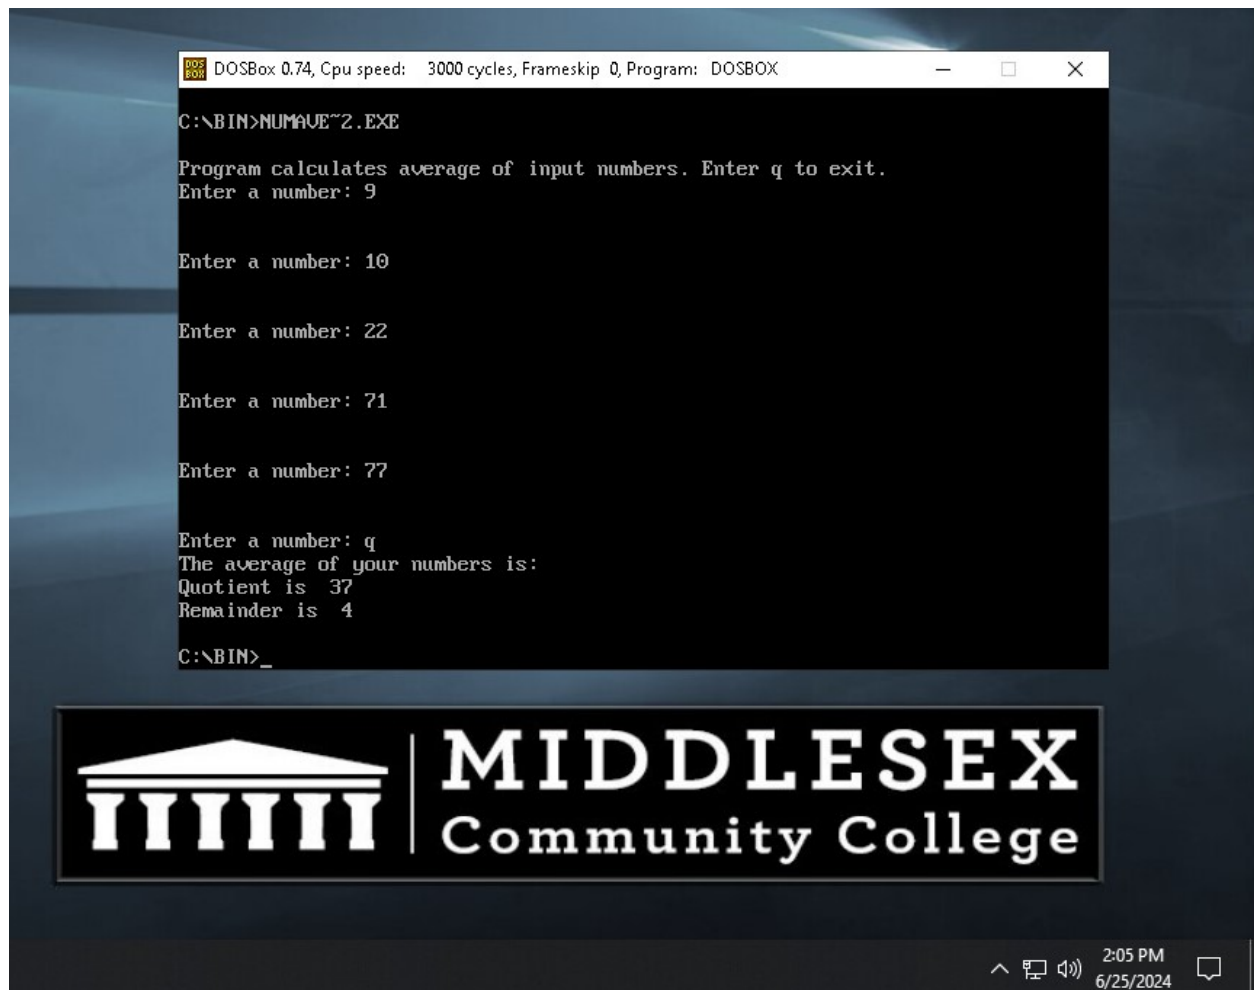 DOS
BOX
DOSBox 0.74, Cpu speed: 3000 cycles, Frameskip 0, Program: DOSBOX
C:\BIN>NUMAVE~2.EXE
Program calculates average of input numbers. Enter q to exit.
Enter a number: 9
Enter a number: 10
Enter a number: 22
Enter a number: 71
Enter a number: 77
Enter a number: q
The average of your numbers is:
Quotient is  37
Remainder is  4
C:\BIN>_
MIDDLESEX
Community College
2:05 PM
6/25/2024